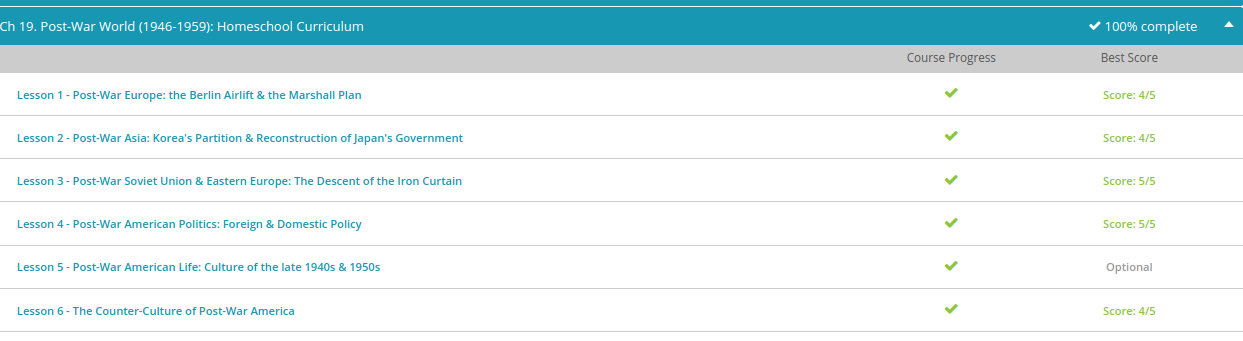 Ch 19. Post-War World (1946-1959): Homeschool Curriculum 100% complete
Course Progress Best Score
Lesson 1 - Post-War Europe: the Berlin Airlift & the Marshall Plan Score: 4/5
Lesson 2 - Post-War Asia: Korea's Partition & Reconstruction of Japan's Government Score: 4/5
Lesson 3 - Post-War Soviet Union & Eastern Europe: The Descent of the Iron Curtain Score: 5/5
Lesson 4 - Post-War American Politics: Foreign & Domestic Policy Score: 5/5
Lesson 5 - Post-War American Life: Culture of the late 1940s & 1950s Optional
Lesson 6 - The Counter-Culture of Post-War America Score: 4/5